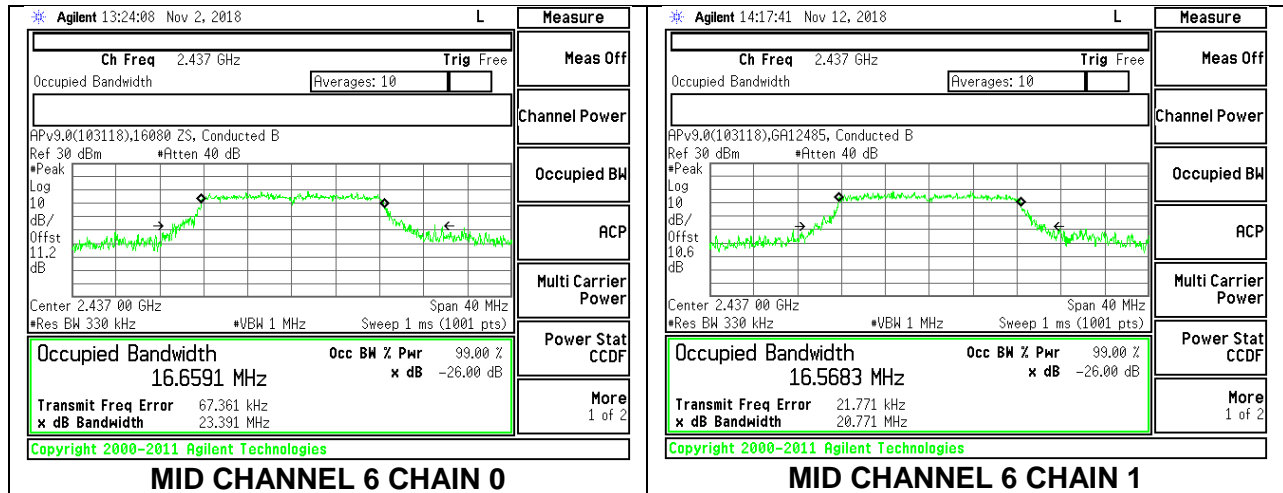 Agilent 13:24:08 Nov 2, 2018 L Measure
Ch Freq 2.437 GHz Trig Free
Occupied Bandwidth Averages: 10
APv9.0(103118),16080 ZS, Conducted B
Ref 30 dBm #Atten 40 dB
#Peak
Log
10
dB/
Offst
11.2
dB
Center 2.437 00 GHz Span 40 MHz
#Res BW 330 kHz #VBW 1 MHz Sweep 1 ms (1001 pts)
Occupied Bandwidth Occ BW % Pwr 99.00 %
16.6591 MHz x dB -26.00 dB
Transmit Freq Error 67.361 kHz
x dB Bandwidth 23.391 MHz
Copyright 2000-2011 Agilent Technologies
Meas Off
Channel Power
Occupied BW
ACP
Multi Carrier
Power
Power Stat
CCDF
More
1 of 2
MID CHANNEL 6 CHAIN 0
Agilent 14:17:41 Nov 12, 2018 L Measure
Ch Freq 2.437 GHz Trig Free
Occupied Bandwidth Averages: 10
APv9.0(103118),GA12485, Conducted B
Ref 30 dBm #Atten 40 dB
#Peak
Log
10
dB/
Offst
10.6
dB
Center 2.437 00 GHz Span 40 MHz
#Res BW 330 kHz #VBW 1 MHz Sweep 1 ms (1001 pts)
Occupied Bandwidth Occ BW % Pwr 99.00 %
16.5683 MHz x dB -26.00 dB
Transmit Freq Error 21.771 kHz
x dB Bandwidth 20.771 MHz
Copyright 2000-2011 Agilent Technologies
Meas Off
Channel Power
Occupied BW
ACP
Multi Carrier
Power
Power Stat
CCDF
More
1 of 2
MID CHANNEL 6 CHAIN 1